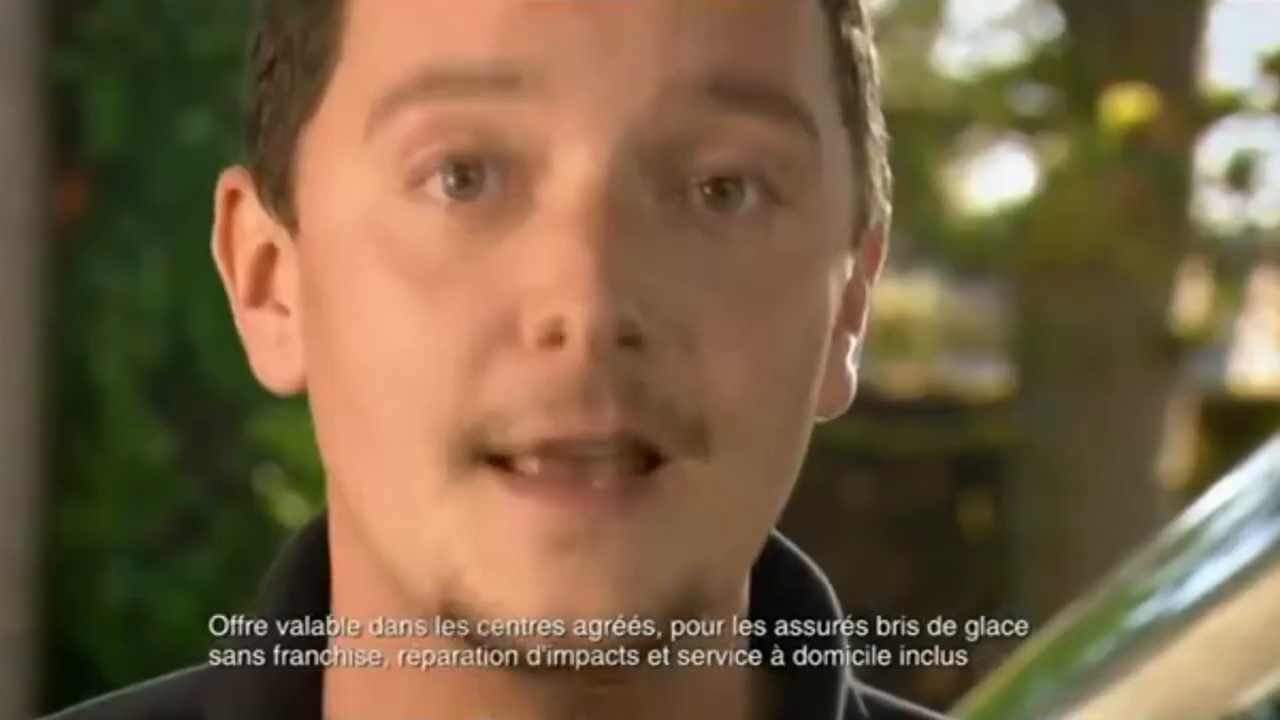 Offre valable dans les centres agréés, pour les assurés bris de glace
sans franchise, réparation d'impacts et service à domicile inclus